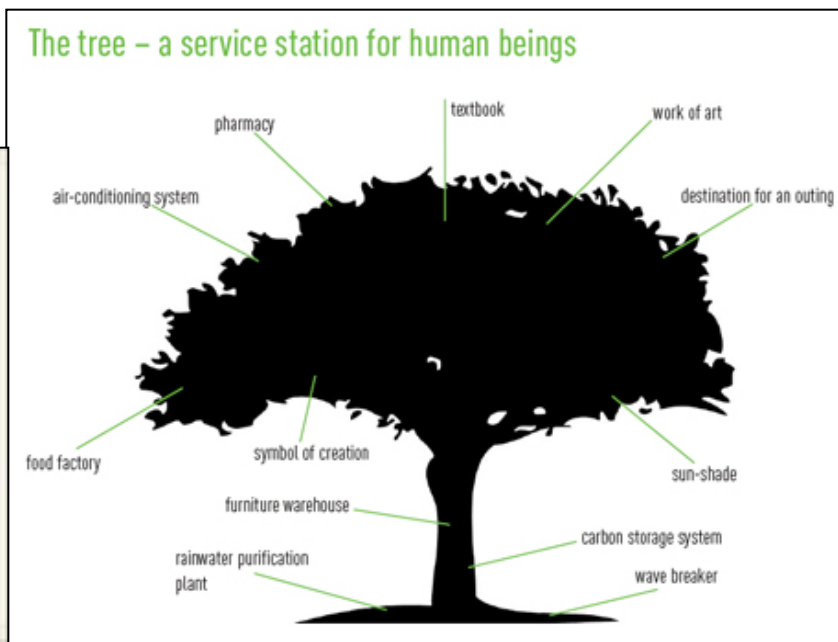 The tree – a service station for human beings
textbook
work of art
pharmacy
air-conditioning system
destination for an outing
food factory
symbol of creation
sun-shade
furniture warehouse
carbon storage system
rainwater purification
plant
wave breaker